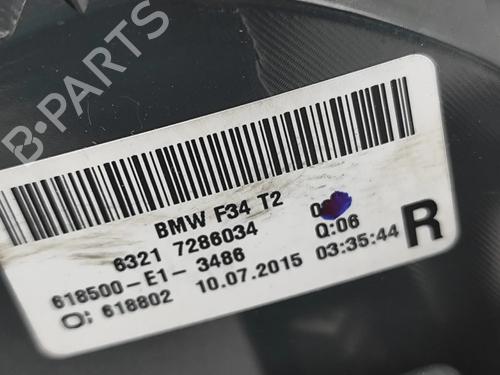 B-PARTS
BMW F34 T2
6321 7286034
618500-E1-3486
Q:06
O: 618802 10.07.2015 03:35:44
R